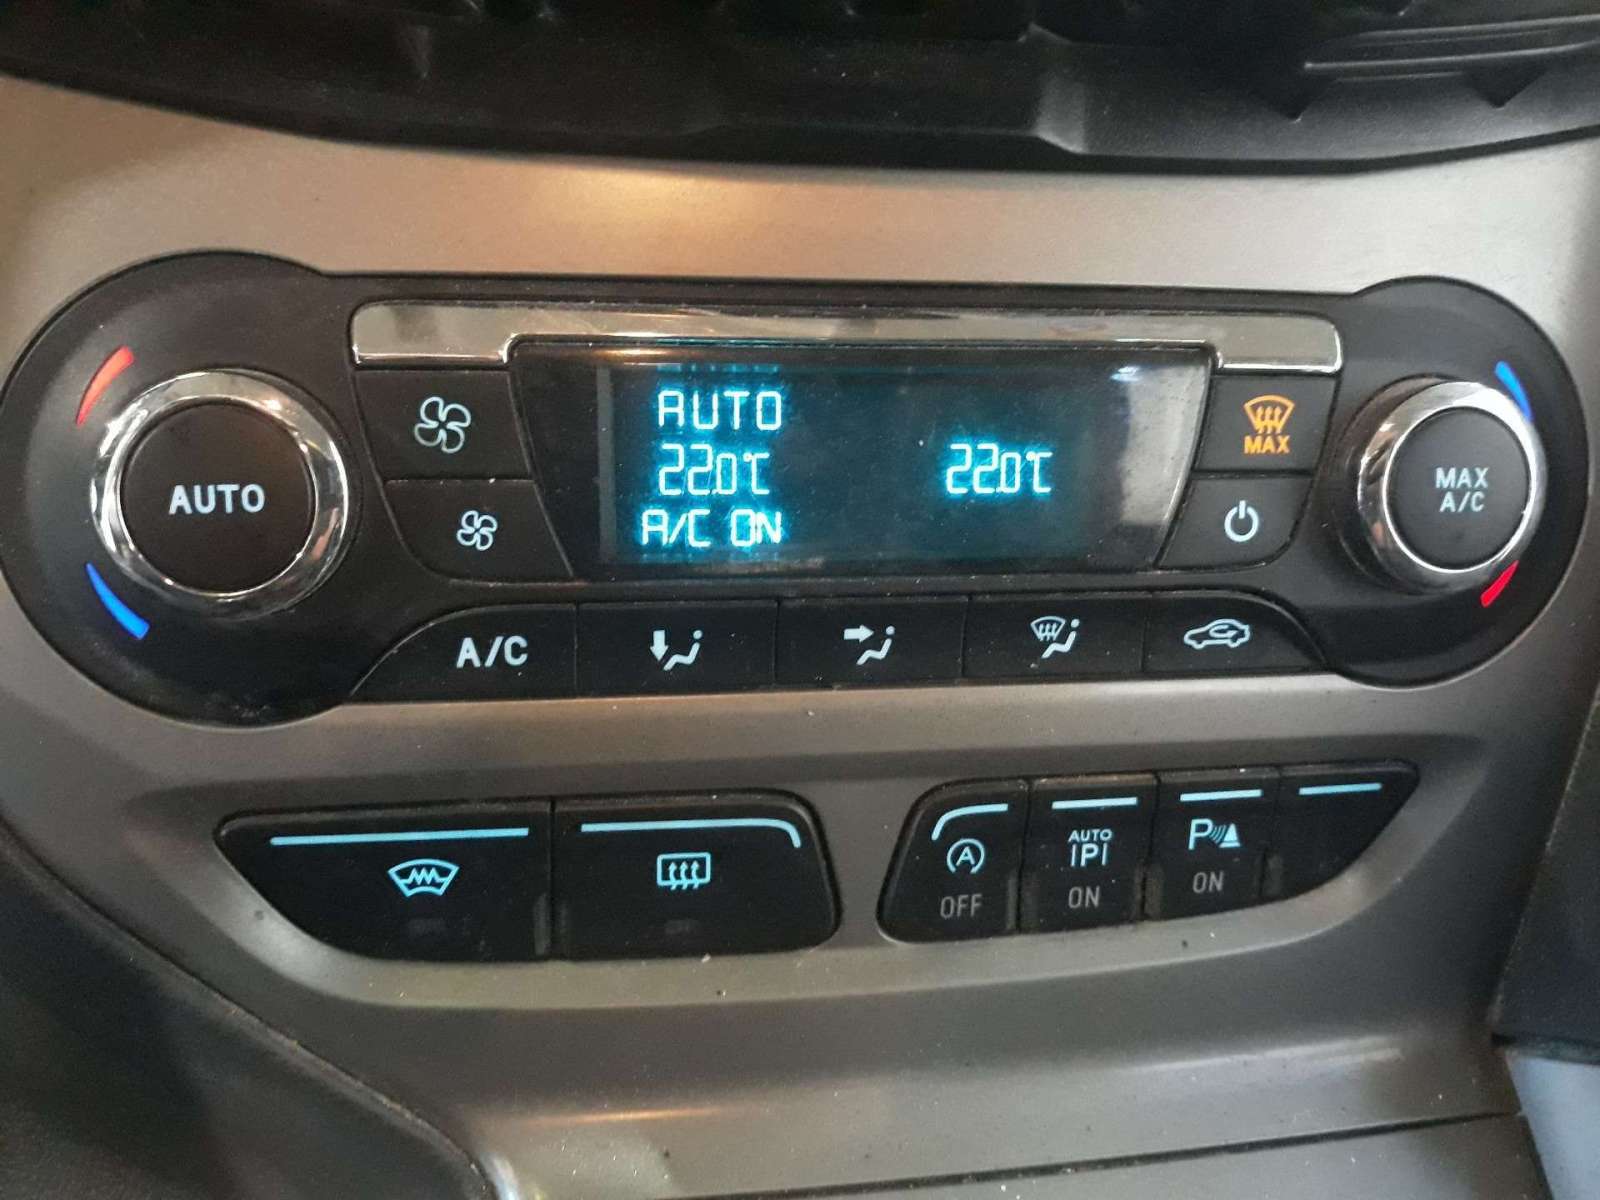 AUTO
AUTO
22.0℃ 22.0℃
A/C ON
MAX
MAX
A/C
A/C
A
OFF
AUTO
|P|
ON
P
ON